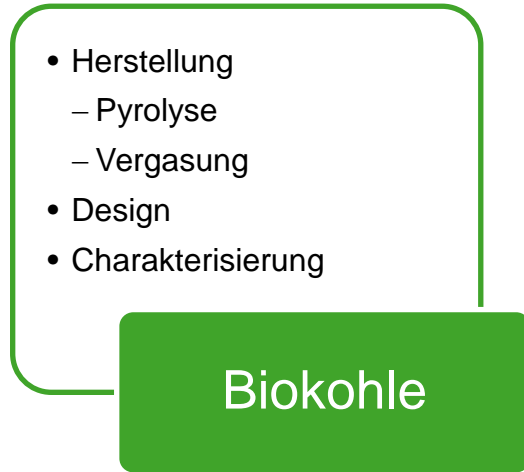 • Herstellung
– Pyrolyse
– Vergasung
• Design
• Charakterisierung
Biokohle